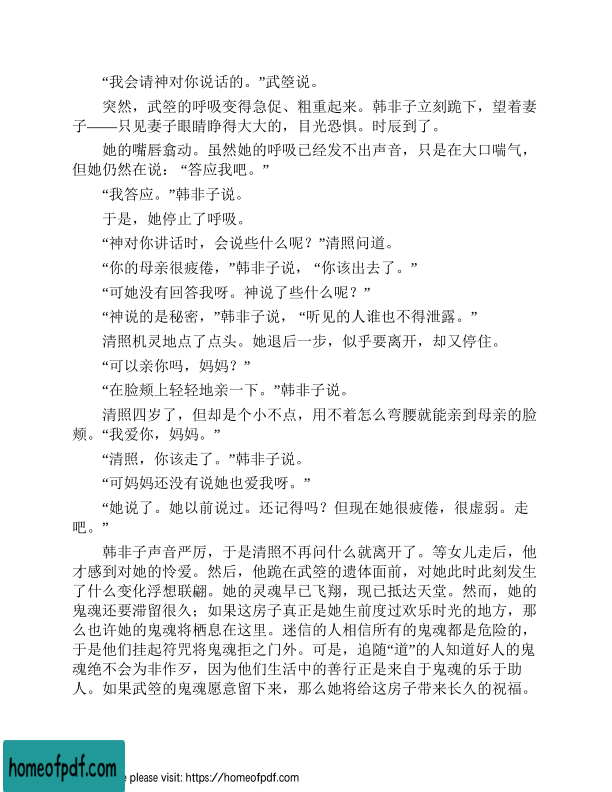 “我会请神对你说话的。”武箜说。
突然，武箜的呼吸变得急促、粗重起来。韩非子立刻跪下，望着妻
子——只见妻子眼睛睁得大大的，目光恐惧。时辰到了。
她的嘴唇翕动。虽然她的呼吸已经发不出声音，只是在大口喘气，
但她仍然在说： “答应我吧。”
“我答应。”韩非子说。
于是，她停止了呼吸。
“神对你讲话时，会说些什么呢？”清照问道。
“你的母亲很疲倦，”韩非子说， “你该出去了。”
“可她没有回答我呀。神说了些什么呢？”
“神说的是秘密，”韩非子说， “听见的人谁也不得泄露。”
清照机灵地点了点头。她退后一步，似乎要离开，却又停住。
“可以亲你吗，妈妈？”
“在脸颊上轻轻地亲一下。”韩非子说。
清照四岁了，但却是个小不点，用不着怎么弯腰就能亲到母亲的脸
颊。“我爱你，妈妈。”
“清照，你该走了。”韩非子说。
“可妈妈还没有说她也爱我呀。”
“她说了。她以前说过。还记得吗？但现在她很疲倦，很虚弱。走
吧。”
韩非子声音严厉，于是清照不再问什么就离开了。等女儿走后，他
才感到对她的怜爱。然后，他跪在武箜的遗体面前，对她此时此刻发生
了什么变化浮想联翩。她的灵魂早已飞翔，现已抵达天堂。然而，她的
鬼魂还要滞留很久；如果这房子真正是她生前度过欢乐时光的地方，那
么也许她的鬼魂将栖息在这里。迷信的人相信所有的鬼魂都是危险的，
于是他们挂起符咒将鬼魂拒之门外。可是，追随“道”的人知道好人的鬼
魂绝不会为非作歹，因为他们生活中的善行正是来自于鬼魂的乐于助
人。如果武箜的鬼魂愿意留下来，那么她将给这房子带来长久的祝福。
homeofpdf.com
e please visit: https://homeofpdf.com